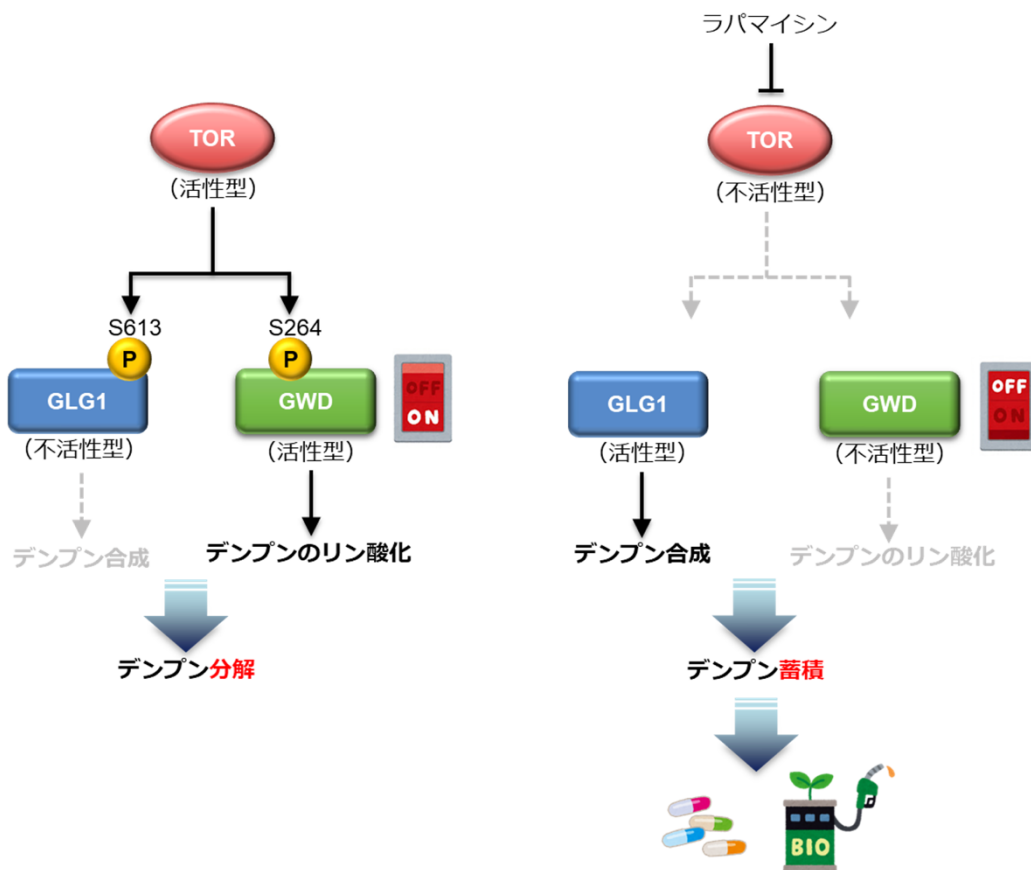 TOR
（活性型）
S613
S264
P
P
GLG1
GWD
OFF
ON
（不活性型）
（活性型）
デンプン合成
デンプンのリン酸化
デンプン分解
ラパマイシン
TOR
（不活性型）
GLG1
GWD
OFF
ON
（活性型）
（不活性型）
デンプン合成
デンプンのリン酸化
デンプン蓄積
BIO